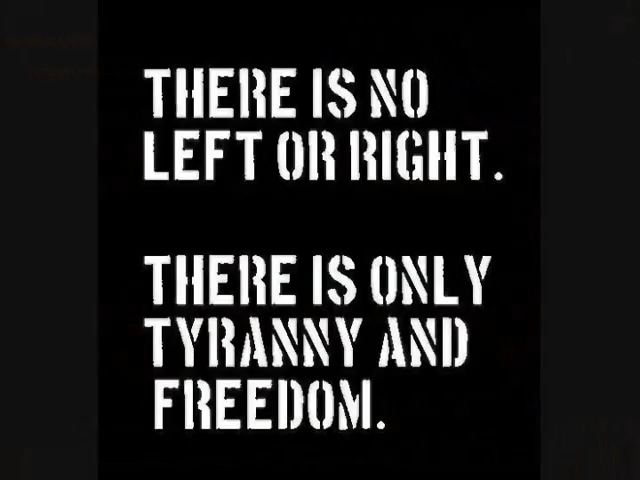 THERE IS NO
LEFT OR RIGHT.
THERE IS ONLY
TYRANNY AND
FREEDOM.